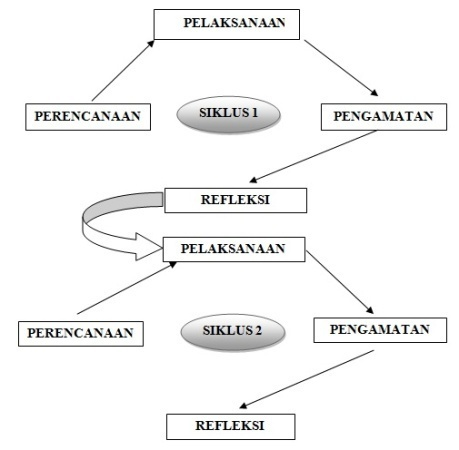 PELAKSANAAN
PERENCANAAN
SIKLUS 1
PENGAMATAN
REFLEKSI
PELAKSANAAN
PERENCANAAN
SIKLUS 2
PENGAMATAN
REFLEKSI